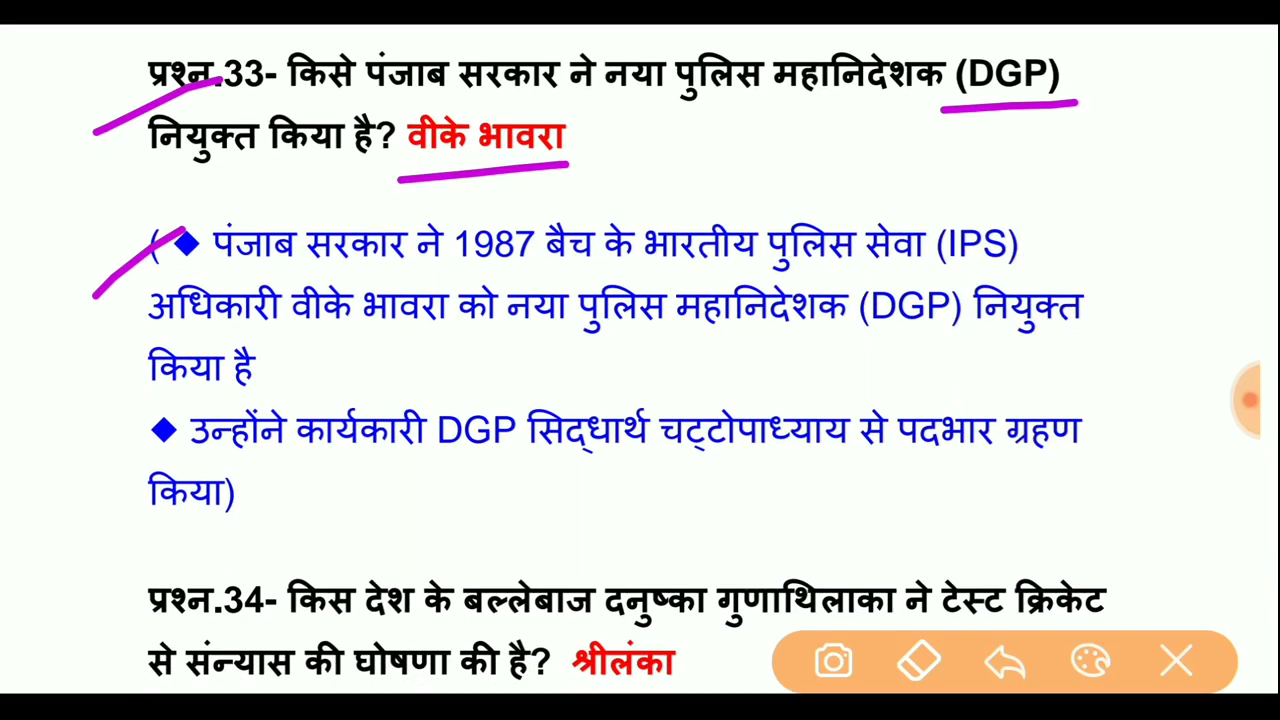 प्रश्न.33- किसे पंजाब सरकार ने नया पुलिस महानिदेशक (DGP)
नियुक्त किया है? वीके भावरा
( ◆ पंजाब सरकार ने 1987 बैच के भारतीय पुलिस सेवा (IPS)
अधिकारी वीके भावरा को नया पुलिस महानिदेशक (DGP) नियुक्त
किया है
◆ उन्होंने कार्यकारी DGP सिद्धार्थ चट्टोपाध्याय से पदभार ग्रहण
किया)
प्रश्न.34- किस देश के बल्लेबाज दनुष्का गुणाथिलाका ने टेस्ट क्रिकेट
से संन्यास की घोषणा की है? श्रीलंका